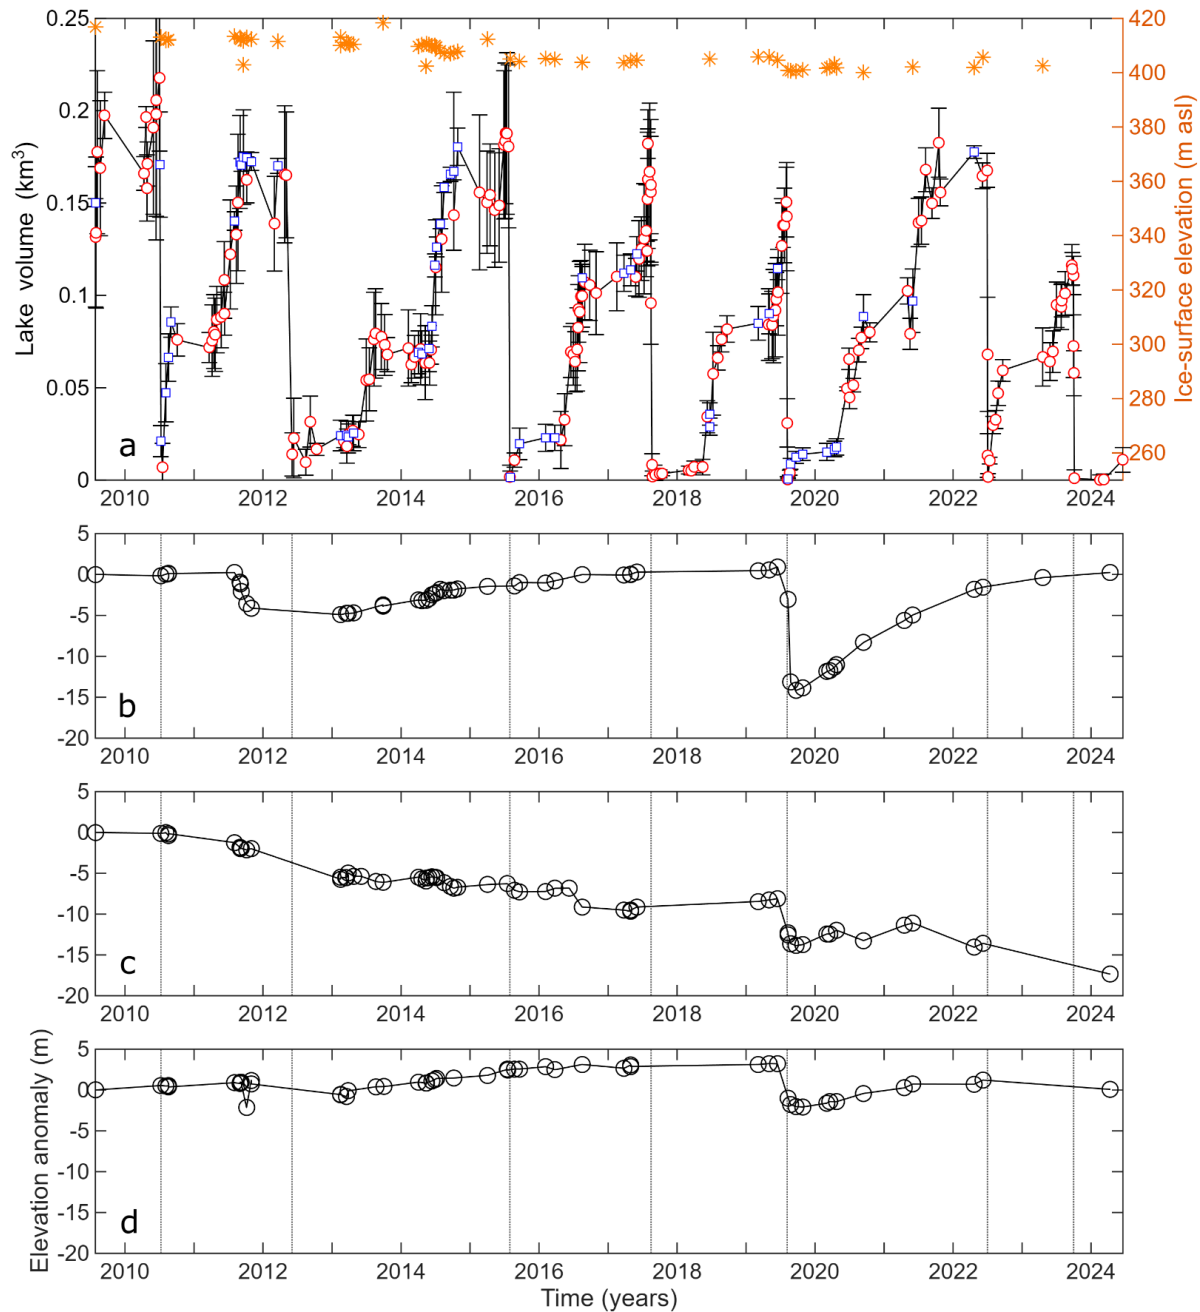 0.25
0.2
0.15
0.1
0.05
0
Lake volume (km³)
420
400
380
360
340
320
300
280
260
Ice-surface elevation (m asl)
a
2010 2012 2014 2016 2018 2020 2022 2024
5
0
-5
-10
-15
-20
b
2010 2012 2014 2016 2018 2020 2022 2024
5
0
-5
-10
-15
-20
c
2010 2012 2014 2016 2018 2020 2022 2024
5
0
-5
-10
-15
-20
Elevation anomaly (m)
d
2010 2012 2014 2016 2018 2020 2022 2024
Time (years)